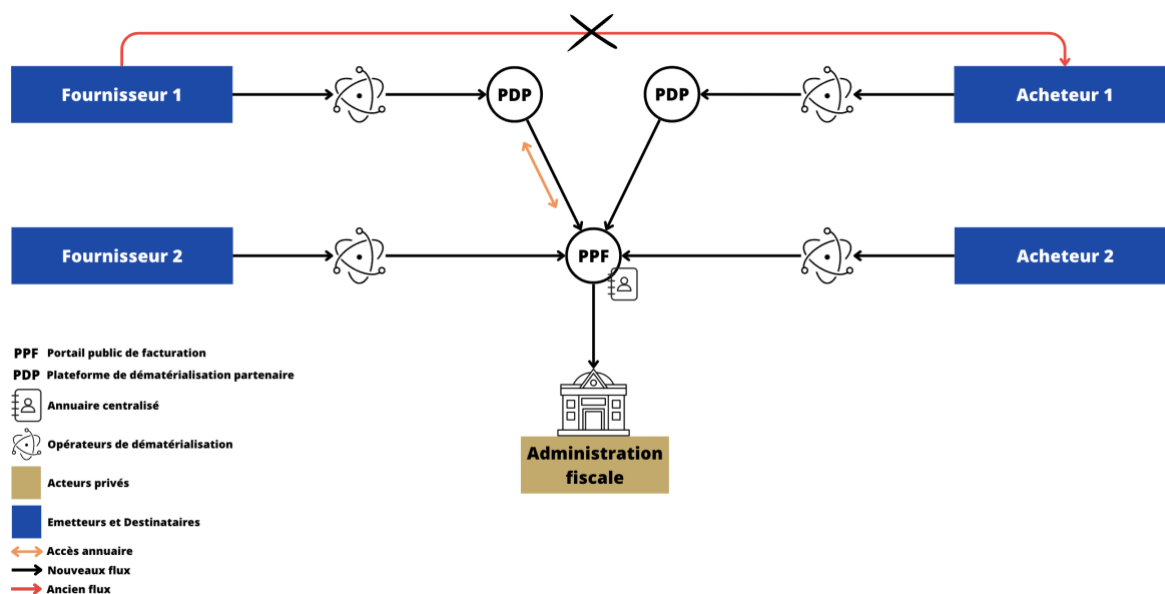 Fournisseur 1
PDP
PDP
Acheteur 1
Fournisseur 2
PPF
Acheteur 2
PPF Portail public de facturation
PDP Plateforme de dématérialisation partenaire
Annuaire centralisé
Opérateurs de dématérialisation
Administration
fiscale
Acteurs privés
Emetteurs et Destinataires
Accès annuaire
Nouveaux flux
Ancien flux